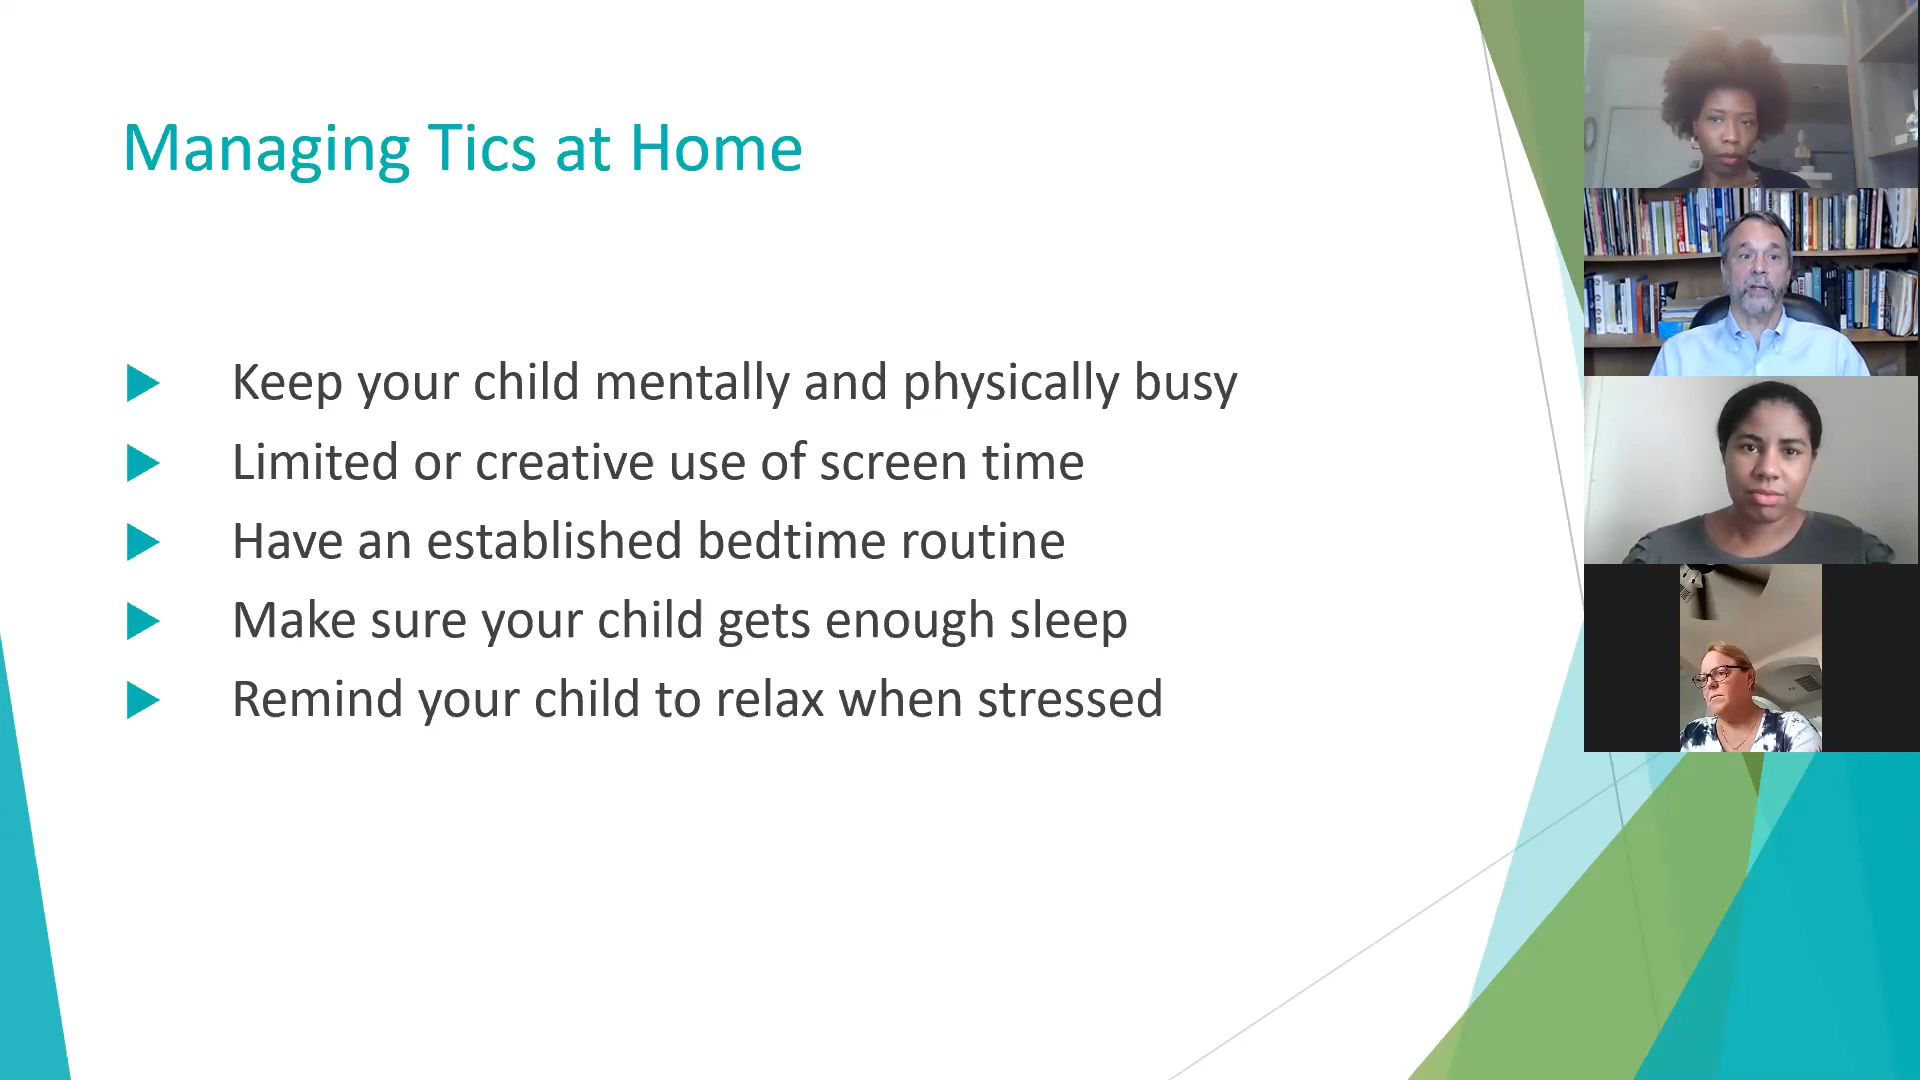 Managing Tics at Home
Keep your child mentally and physically busy
Limited or creative use of screen time
Have an established bedtime routine
Make sure your child gets enough sleep
Remind your child to relax when stressed